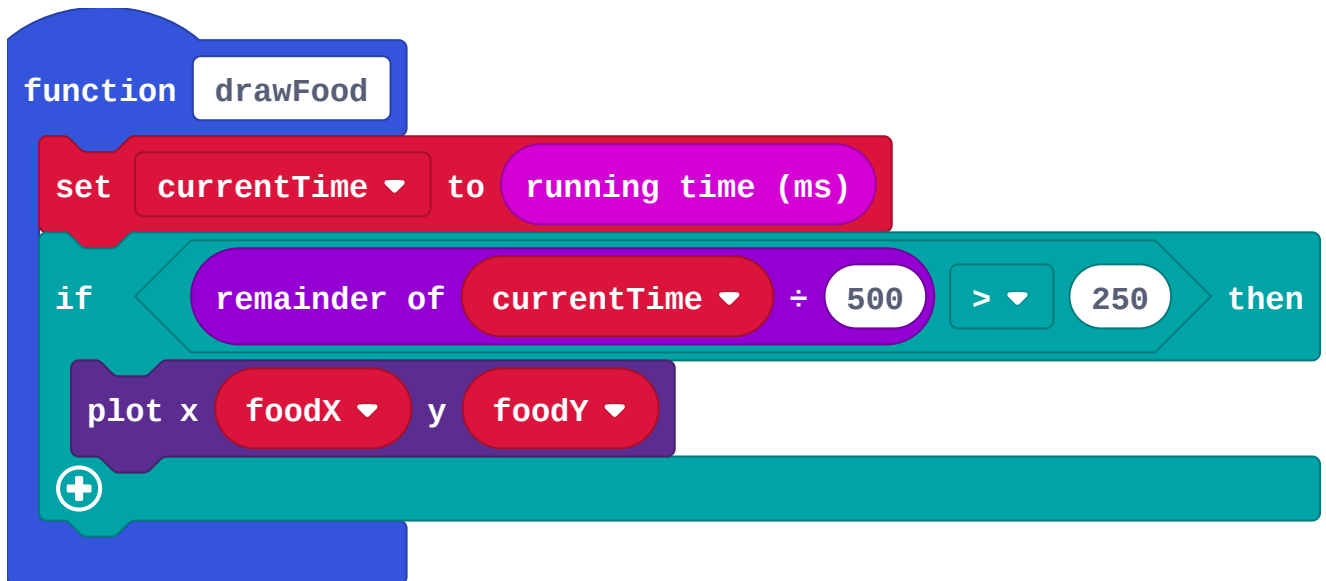 function drawFood
set currentTime to running time (ms)
if remainder of currentTime ÷ 500 > 250 then
plot x foodX y foodY